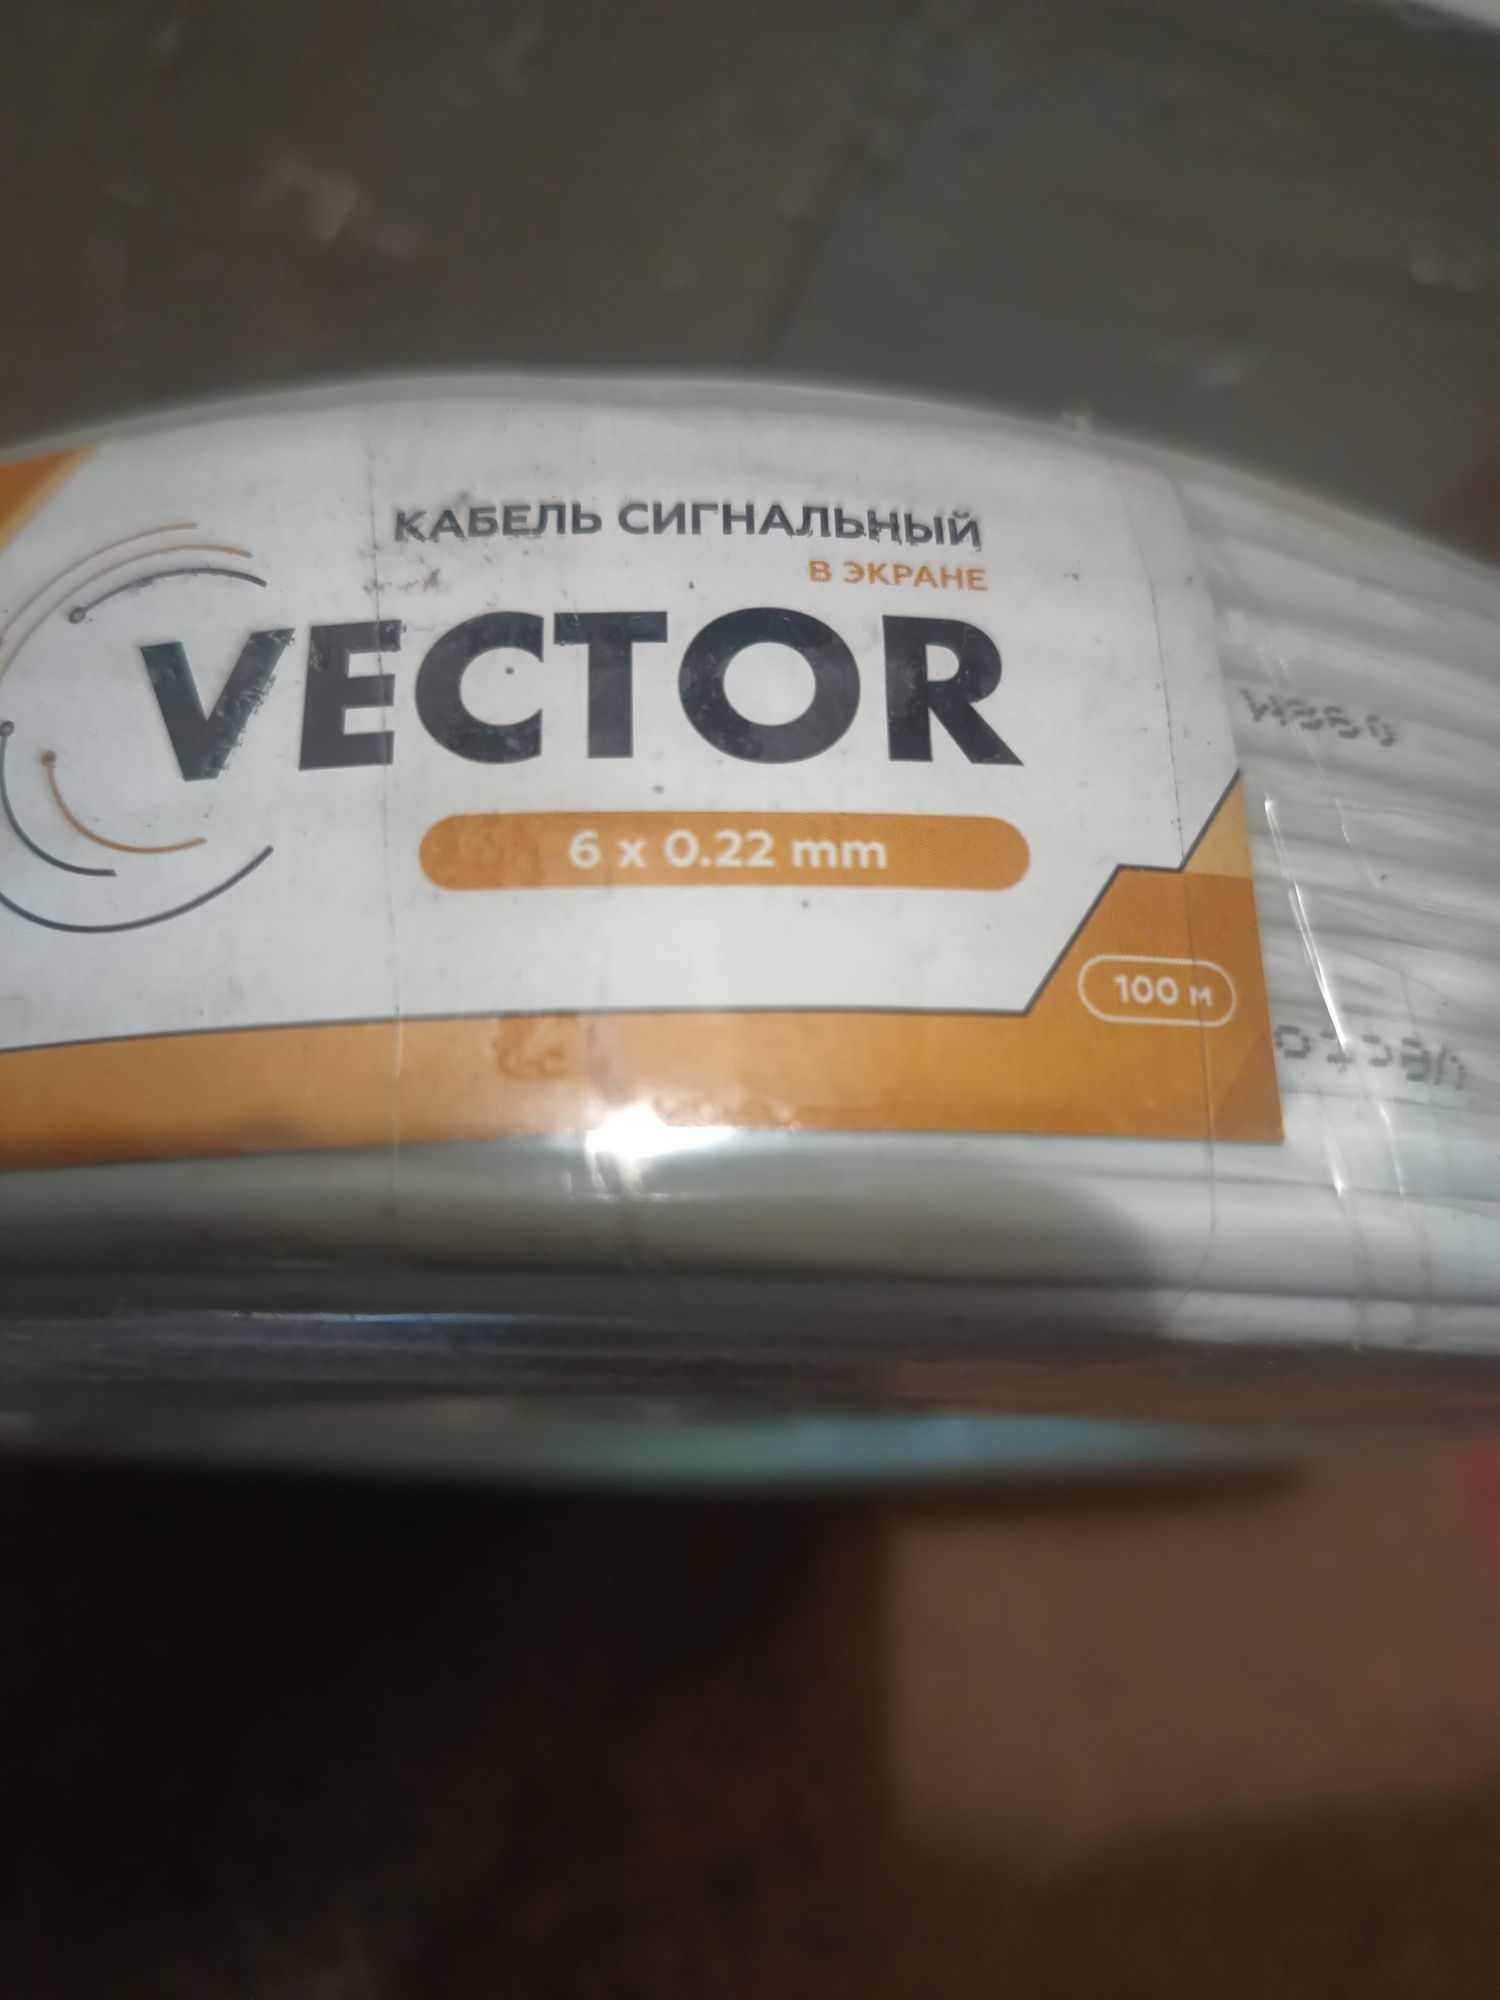 КАБЕЛЬ СИГНАЛЬНЫЙ
В ЭКРАНЕ
VECTOR
6 x 0.22 mm
100 м